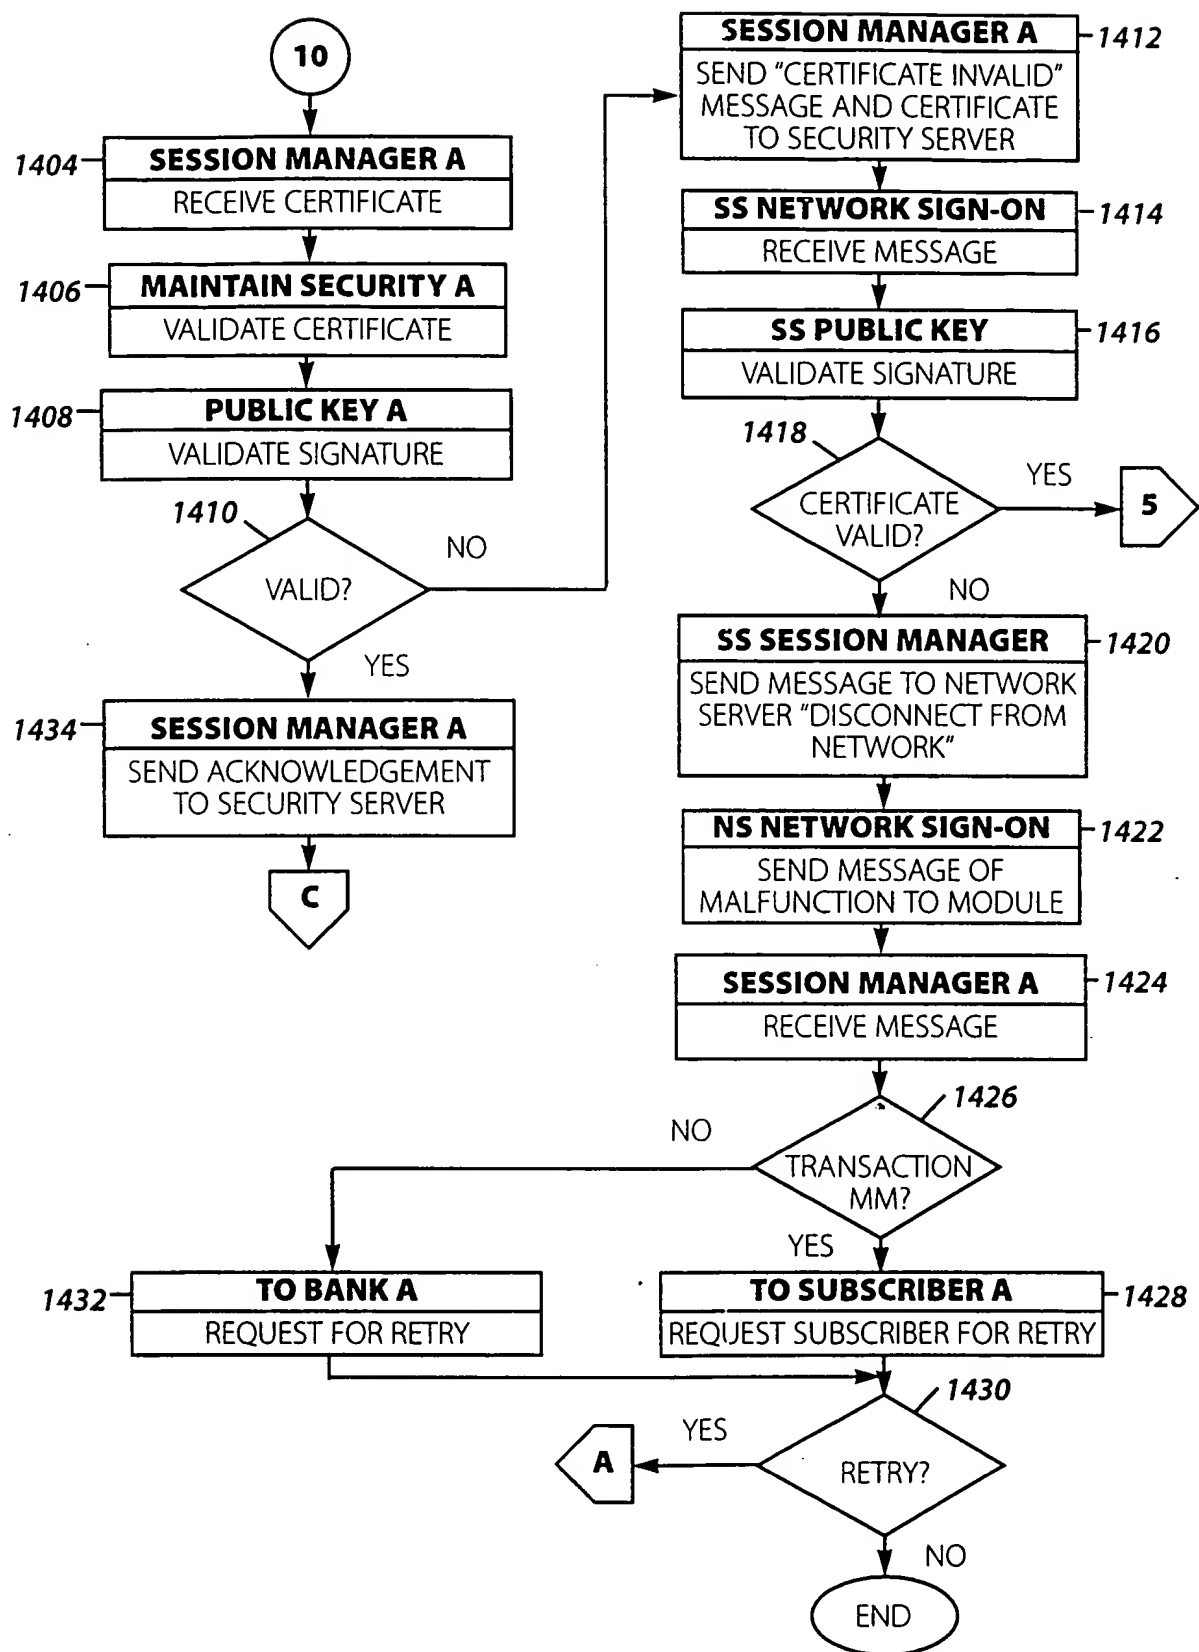 10
1404
SESSION MANAGER A
RECEIVE CERTIFICATE
1406
MAINTAIN SECURITY A
VALIDATE CERTIFICATE
1408
PUBLIC KEY A
VALIDATE SIGNATURE
1410
VALID?
NO
YES
1434
SESSION MANAGER A
SEND ACKNOWLEDGEMENT
TO SECURITY SERVER
C
SESSION MANAGER A
1412
SEND "CERTIFICATE INVALID"
MESSAGE AND CERTIFICATE
TO SECURITY SERVER
SS NETWORK SIGN-ON
1414
RECEIVE MESSAGE
SS PUBLIC KEY
1416
VALIDATE SIGNATURE
1418
CERTIFICATE
VALID?
YES
5
NO
SS SESSION MANAGER
1420
SEND MESSAGE TO NETWORK
SERVER "DISCONNECT FROM
NETWORK"
NS NETWORK SIGN-ON
1422
SEND MESSAGE OF
MALFUNCTION TO MODULE
SESSION MANAGER A
1424
RECEIVE MESSAGE
1426
NO
TRANSACTION
MM?
YES
1432
TO BANK A
REQUEST FOR RETRY
TO SUBSCRIBER A
1428
REQUEST SUBSCRIBER FOR RETRY
1430
YES
A
RETRY?
NO
END